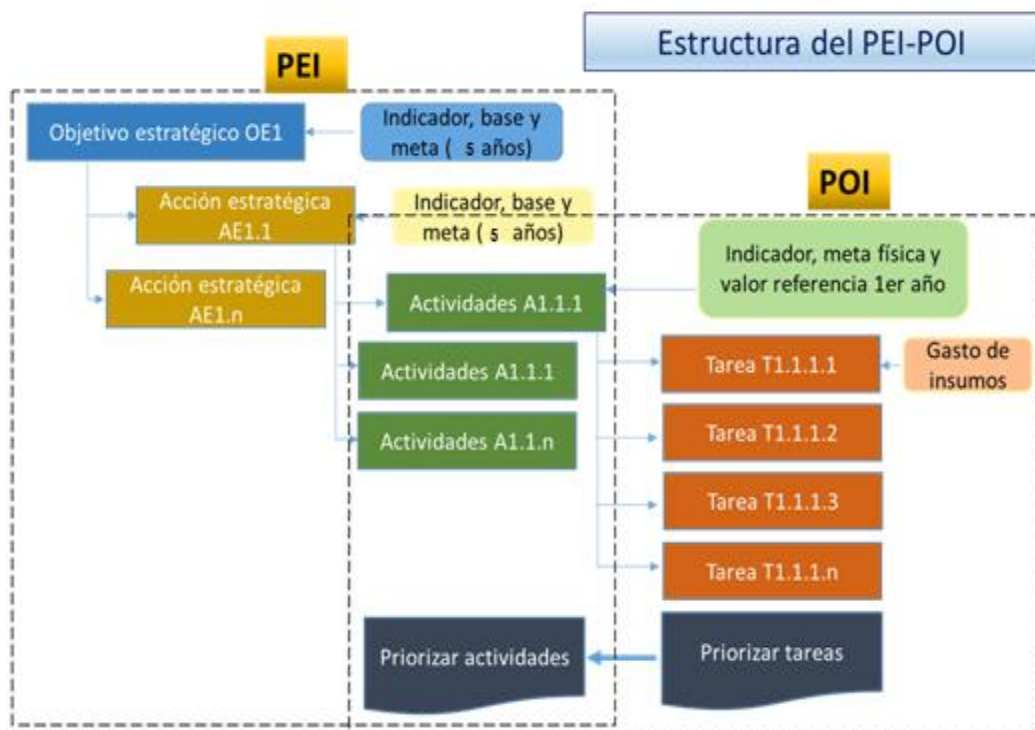 Estructura del PEI-POI
PEI
Objetivo estratégico OE1
Indicador, base y
meta ( 5 años)
Acción estratégica
AE1.1
Indicador, base y
meta ( 5 años)
Acción estratégica
AE1.n
POI
Indicador, meta física y
valor referencia 1er año
Actividades A1.1.1
Actividades A1.1.1
Actividades A1.1.n
Tarea T1.1.1.1
Gasto de
insumos
Tarea T1.1.1.2
Tarea T1.1.1.3
Tarea T1.1.1.n
Priorizar actividades
Priorizar tareas